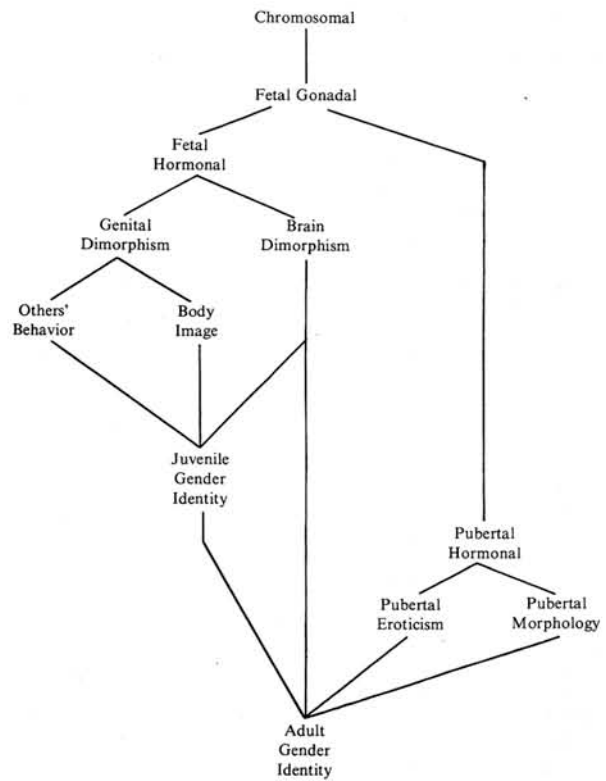 Chromosomal
Fetal Gonadal
Fetal
Hormonal
Genital
Dimorphism
Brain
Dimorphism
Others'
Behavior
Body
Image
Juvenile
Gender
Identity
Pubertal
Hormonal
Pubertal
Eroticism
Pubertal
Morphology
Adult
Gender
Identity